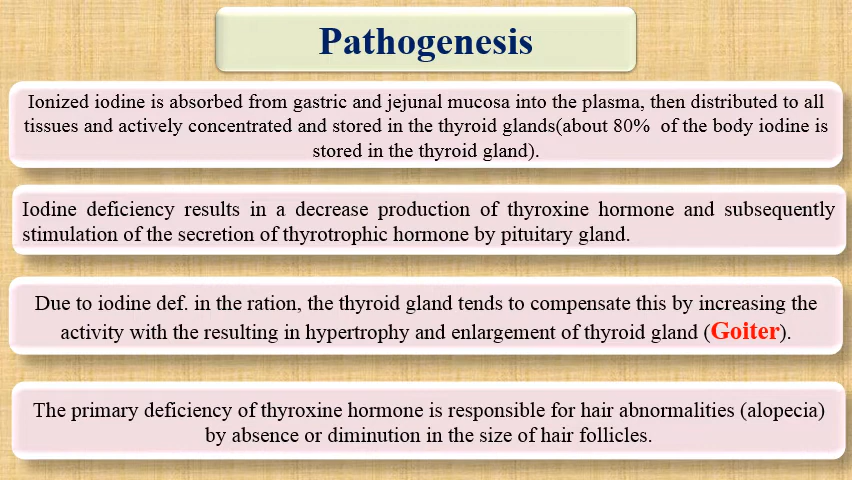 Pathogenesis
Ionized iodine is absorbed from gastric and jejunal mucosa into the plasma, then distributed to all
tissues and actively concentrated and stored in the thyroid glands(about 80% of the body iodine is
stored in the thyroid gland).
Iodine deficiency results in a decrease production of thyroxine hormone and subsequently
stimulation of the secretion of thyrotrophic hormone by pituitary gland.
Due to iodine def. in the ration, the thyroid gland tends to compensate this by increasing the
activity with the resulting in hypertrophy and enlargement of thyroid gland (Goiter).
The primary deficiency of thyroxine hormone is responsible for hair abnormalities (alopecia)
by absence or diminution in the size of hair follicles.